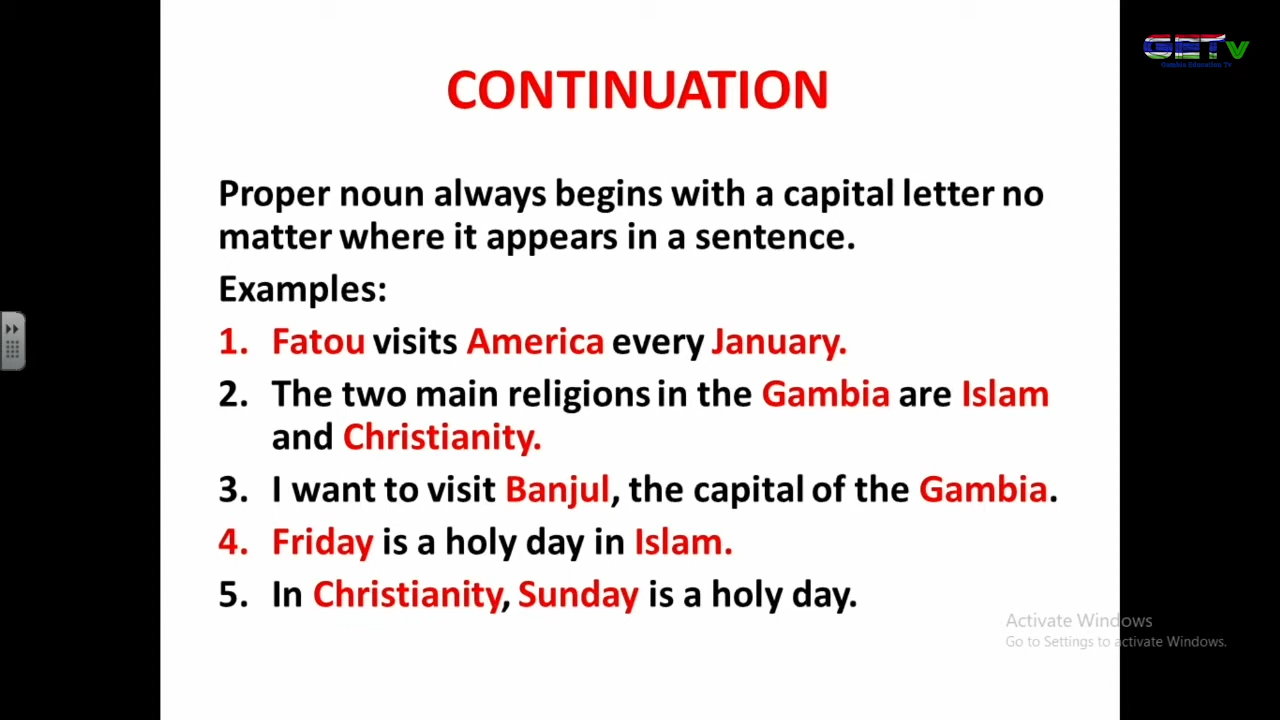 GETv
Gambia Education Tv
CONTINUATION
Proper noun always begins with a capital letter no
matter where it appears in a sentence.
Examples:
1. Fatou visits America every January.
2. The two main religions in the Gambia are Islam
and Christianity.
3. I want to visit Banjul, the capital of the Gambia.
4. Friday is a holy day in Islam.
5. In Christianity, Sunday is a holy day.
Activate Windows
Go to Settings to activate Windows.